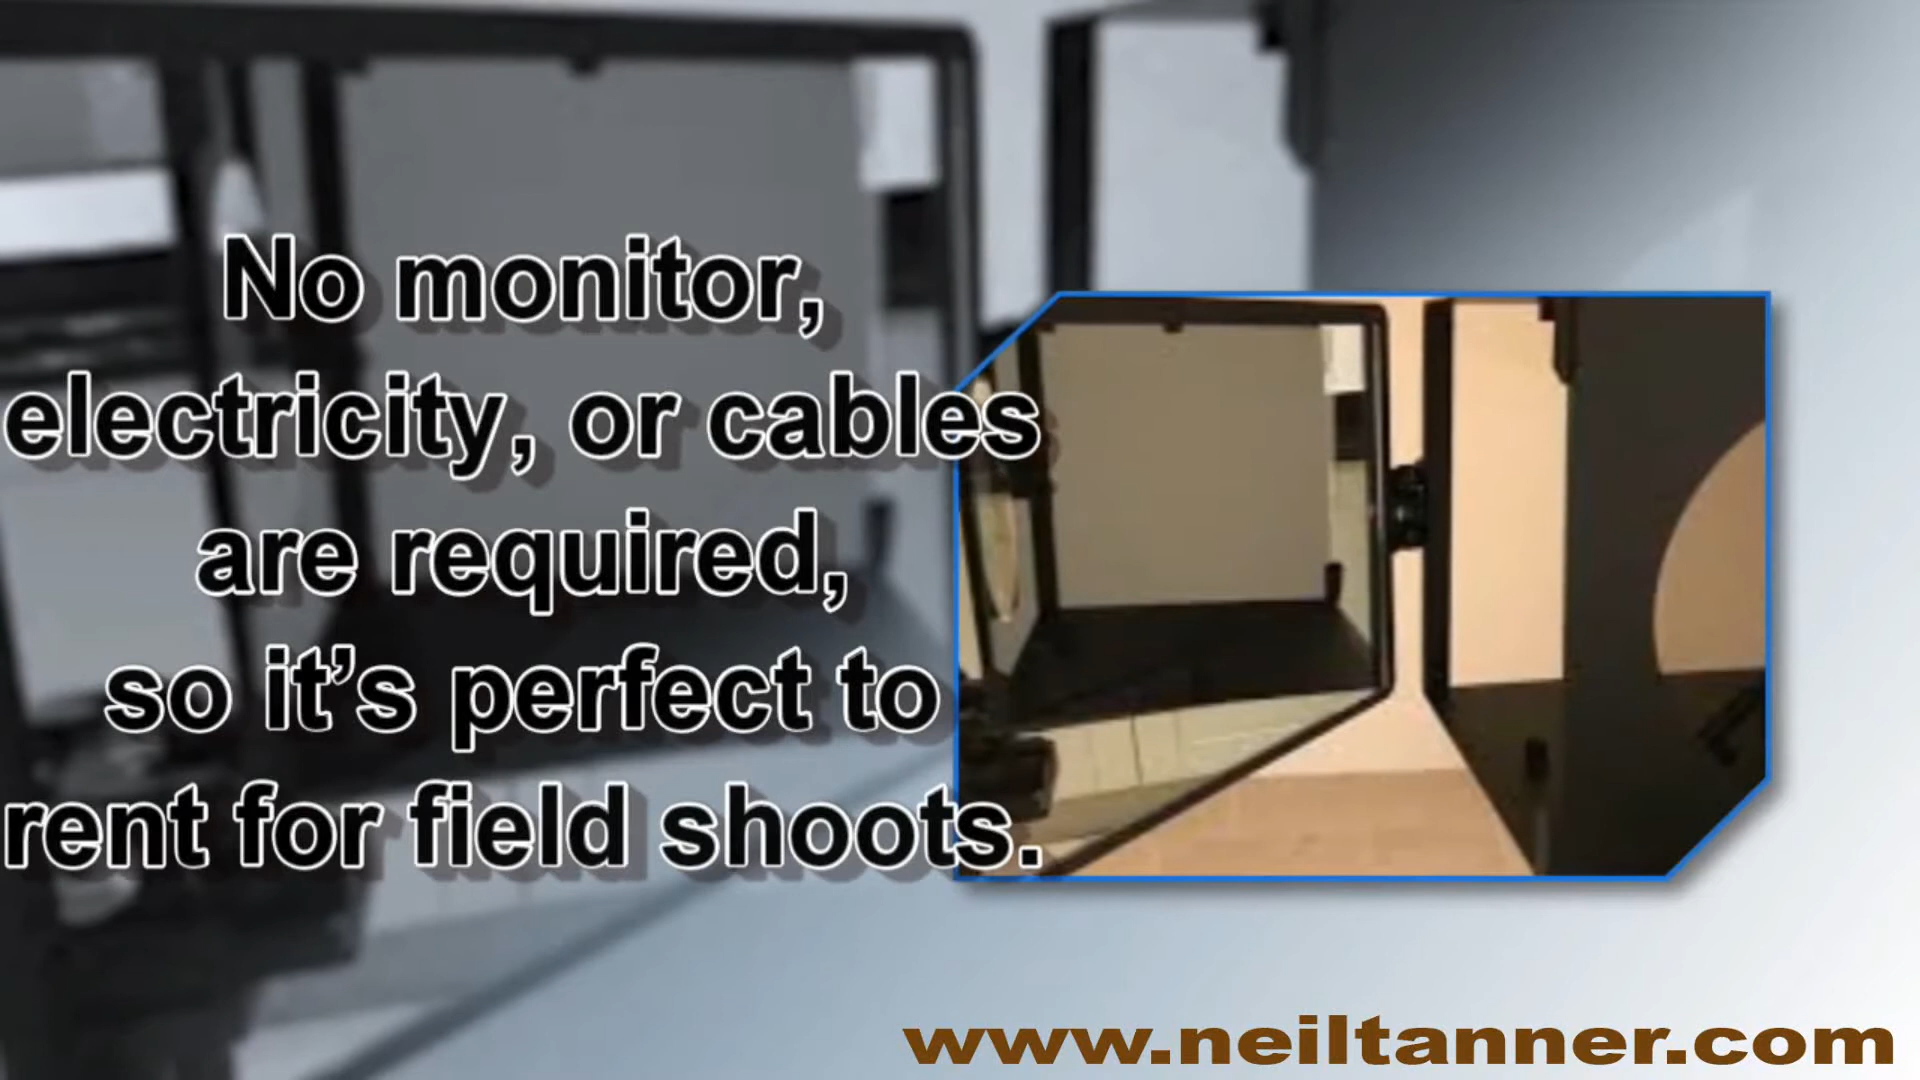 No monitor,
electricity, or cables
are required,
so it’s perfect to
rent for field shoots.
www.neiltanner.com